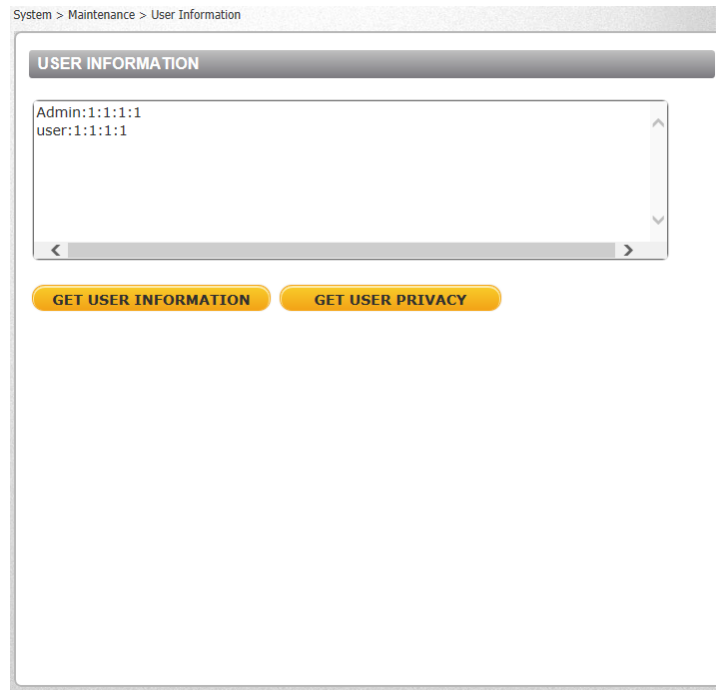 System > Maintenance > User Information
USER INFORMATION
Admin:1:1:1:1
user:1:1:1:1
GET USER INFORMATION
GET USER PRIVACY